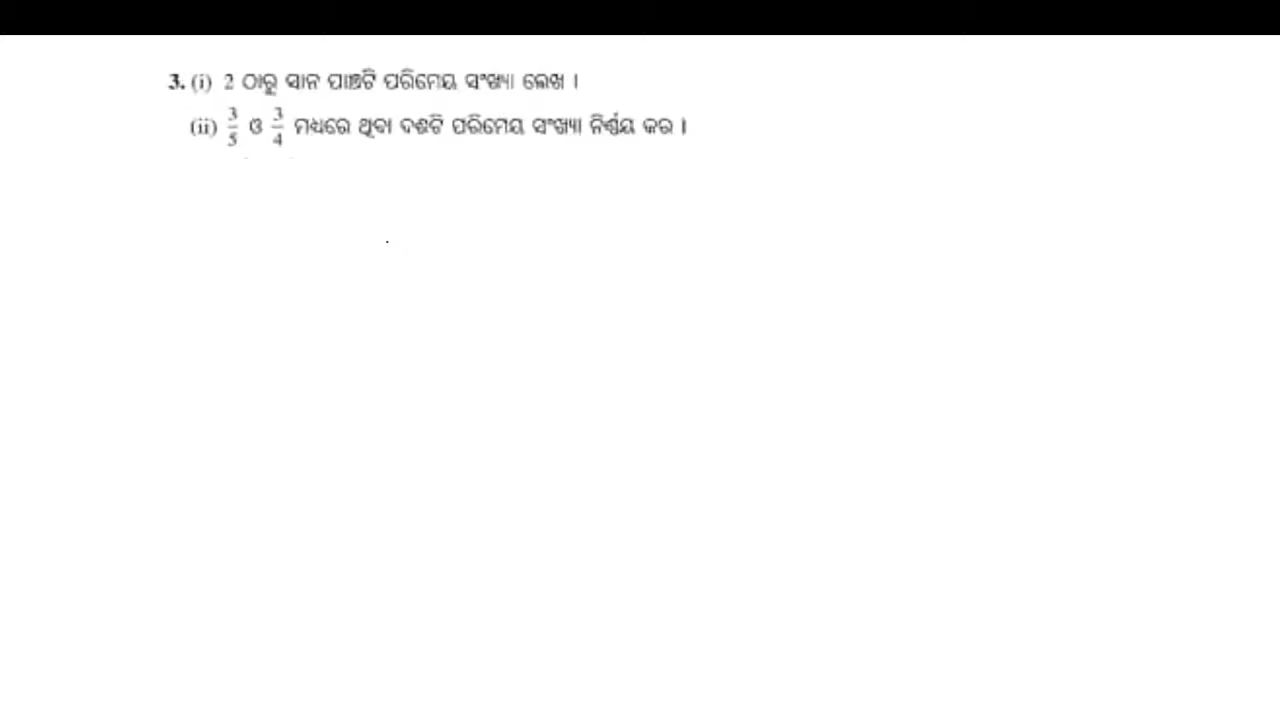 3. (i) 2 ଠାରୁ ସାନ ପାଞ୍ଚଟି ପରିମେୟ ସଂଖ୍ୟା ଲେଖ ।
(ii) 3/5 ଓ 3/4 ମଧ୍ୟରେ ଥିବା ଦଶଟି ପରିମେୟ ସଂଖ୍ୟା ନିର୍ଣ୍ଣୟ କର ।